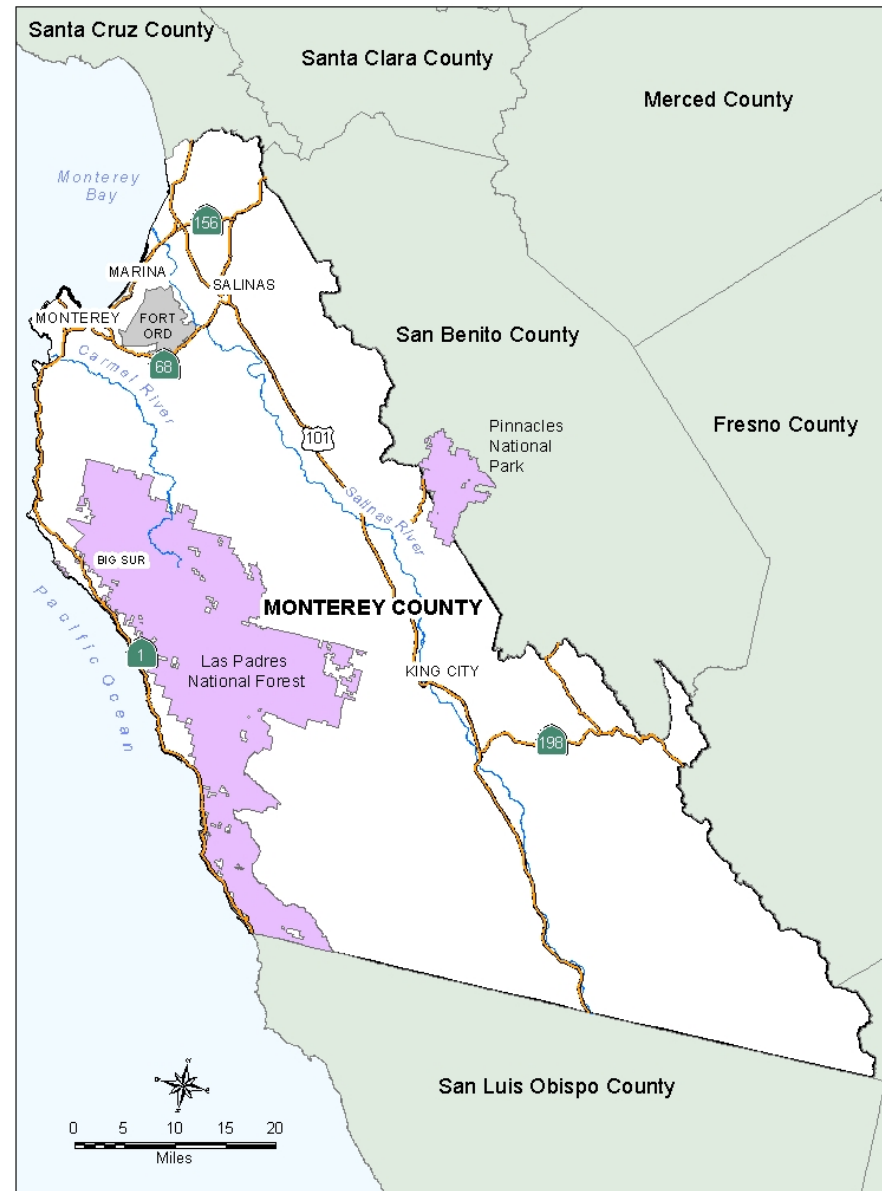 Santa Cruz County
Santa Clara County
Merced County
Monterey
Bay
156
MARINA
SALINAS
MONTEREY
FORT
ORD
San Benito County
68
Carmel River
Pinnacles
National
Park
Fresno County
101
Salinas River
BIG SUR
MONTEREY COUNTY
Pacific Ocean
1
Las Padres
National Forest
KING CITY
198
San Luis Obispo County
0 5 10 15 20
Miles